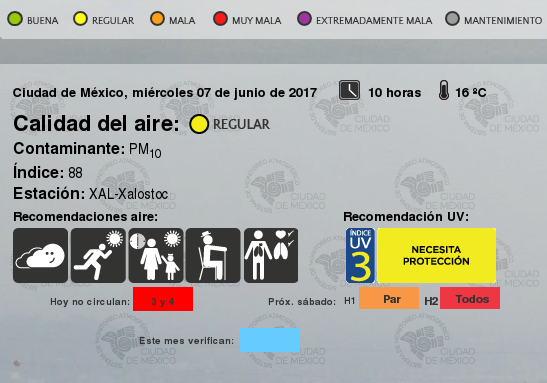 BUENA REGULAR MALA MUY MALA EXTREMADAMENTE MALA MANTENIMIENTO
Ciudad de México, miércoles 07 de junio de 2017 10 horas 16 ºC
Calidad del aire: REGULAR
Contaminante: PM10
Índice: 88
Estación: XAL-Xalostoc
Recomendaciones aire: Recomendación UV:
ÍNDICE UV 3 NECESITA PROTECCIÓN
Hoy no circulan: 3 y 4 Próx. sábado: H1 Par H2 Todos
Este mes verifican:
CIUDAD DE MÉXICO